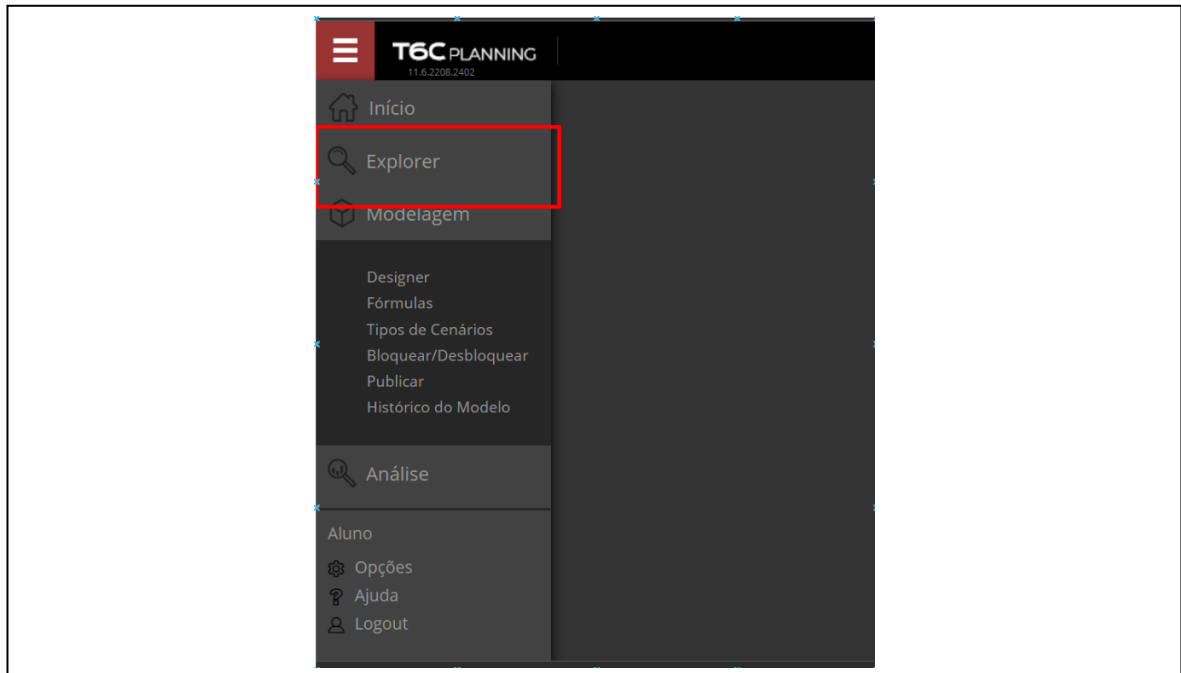 T6C PLANNING
11.6.2208.2402
Início
Explorer
Modelagem
Designer
Fórmulas
Tipos de Cenários
Bloquear/Desbloquear
Publicar
Histórico do Modelo
Análise
Aluno
Opções
Ajuda
Logout